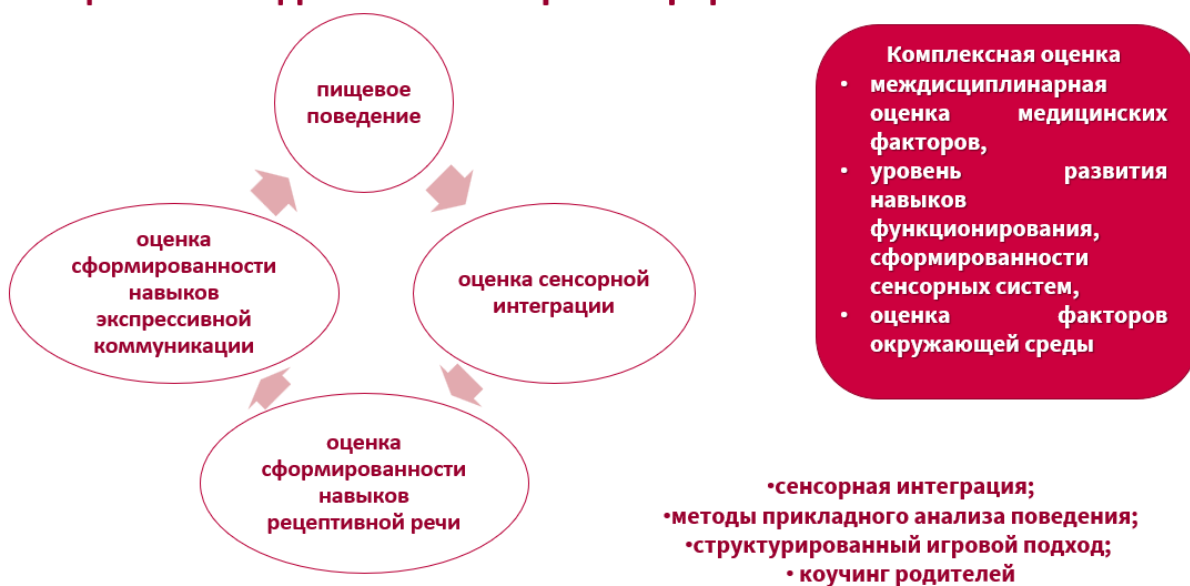 пищевое
поведение
оценка
сформированности
навыков
экспрессивной
коммуникации
оценка сенсорной
интеграции
оценка
сформированности
навыков
рецептивной речи
Комплексная оценка
• междисциплинарная
оценка медицинских
факторов,
• уровень развития
навыков
функционирования,
сформированности
сенсорных систем,
• оценка факторов
окружающей среды
•сенсорная интеграция;
•методы прикладного анализа поведения;
•структурированный игровой подход;
• коучинг родителей